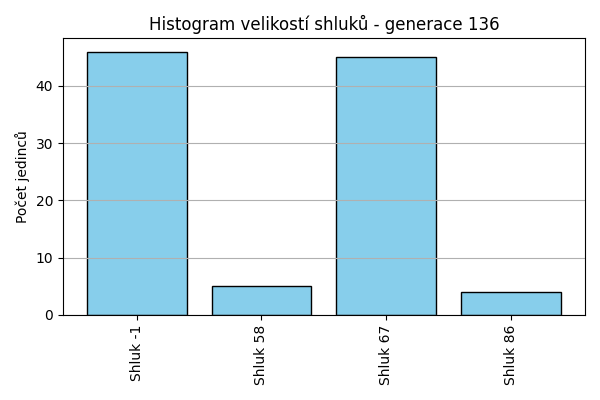 Histogram velikostí shluků - generace 136
Počet jedinců
40
30
20
10
0
Shluk -1
Shluk 58
Shluk 67
Shluk 86